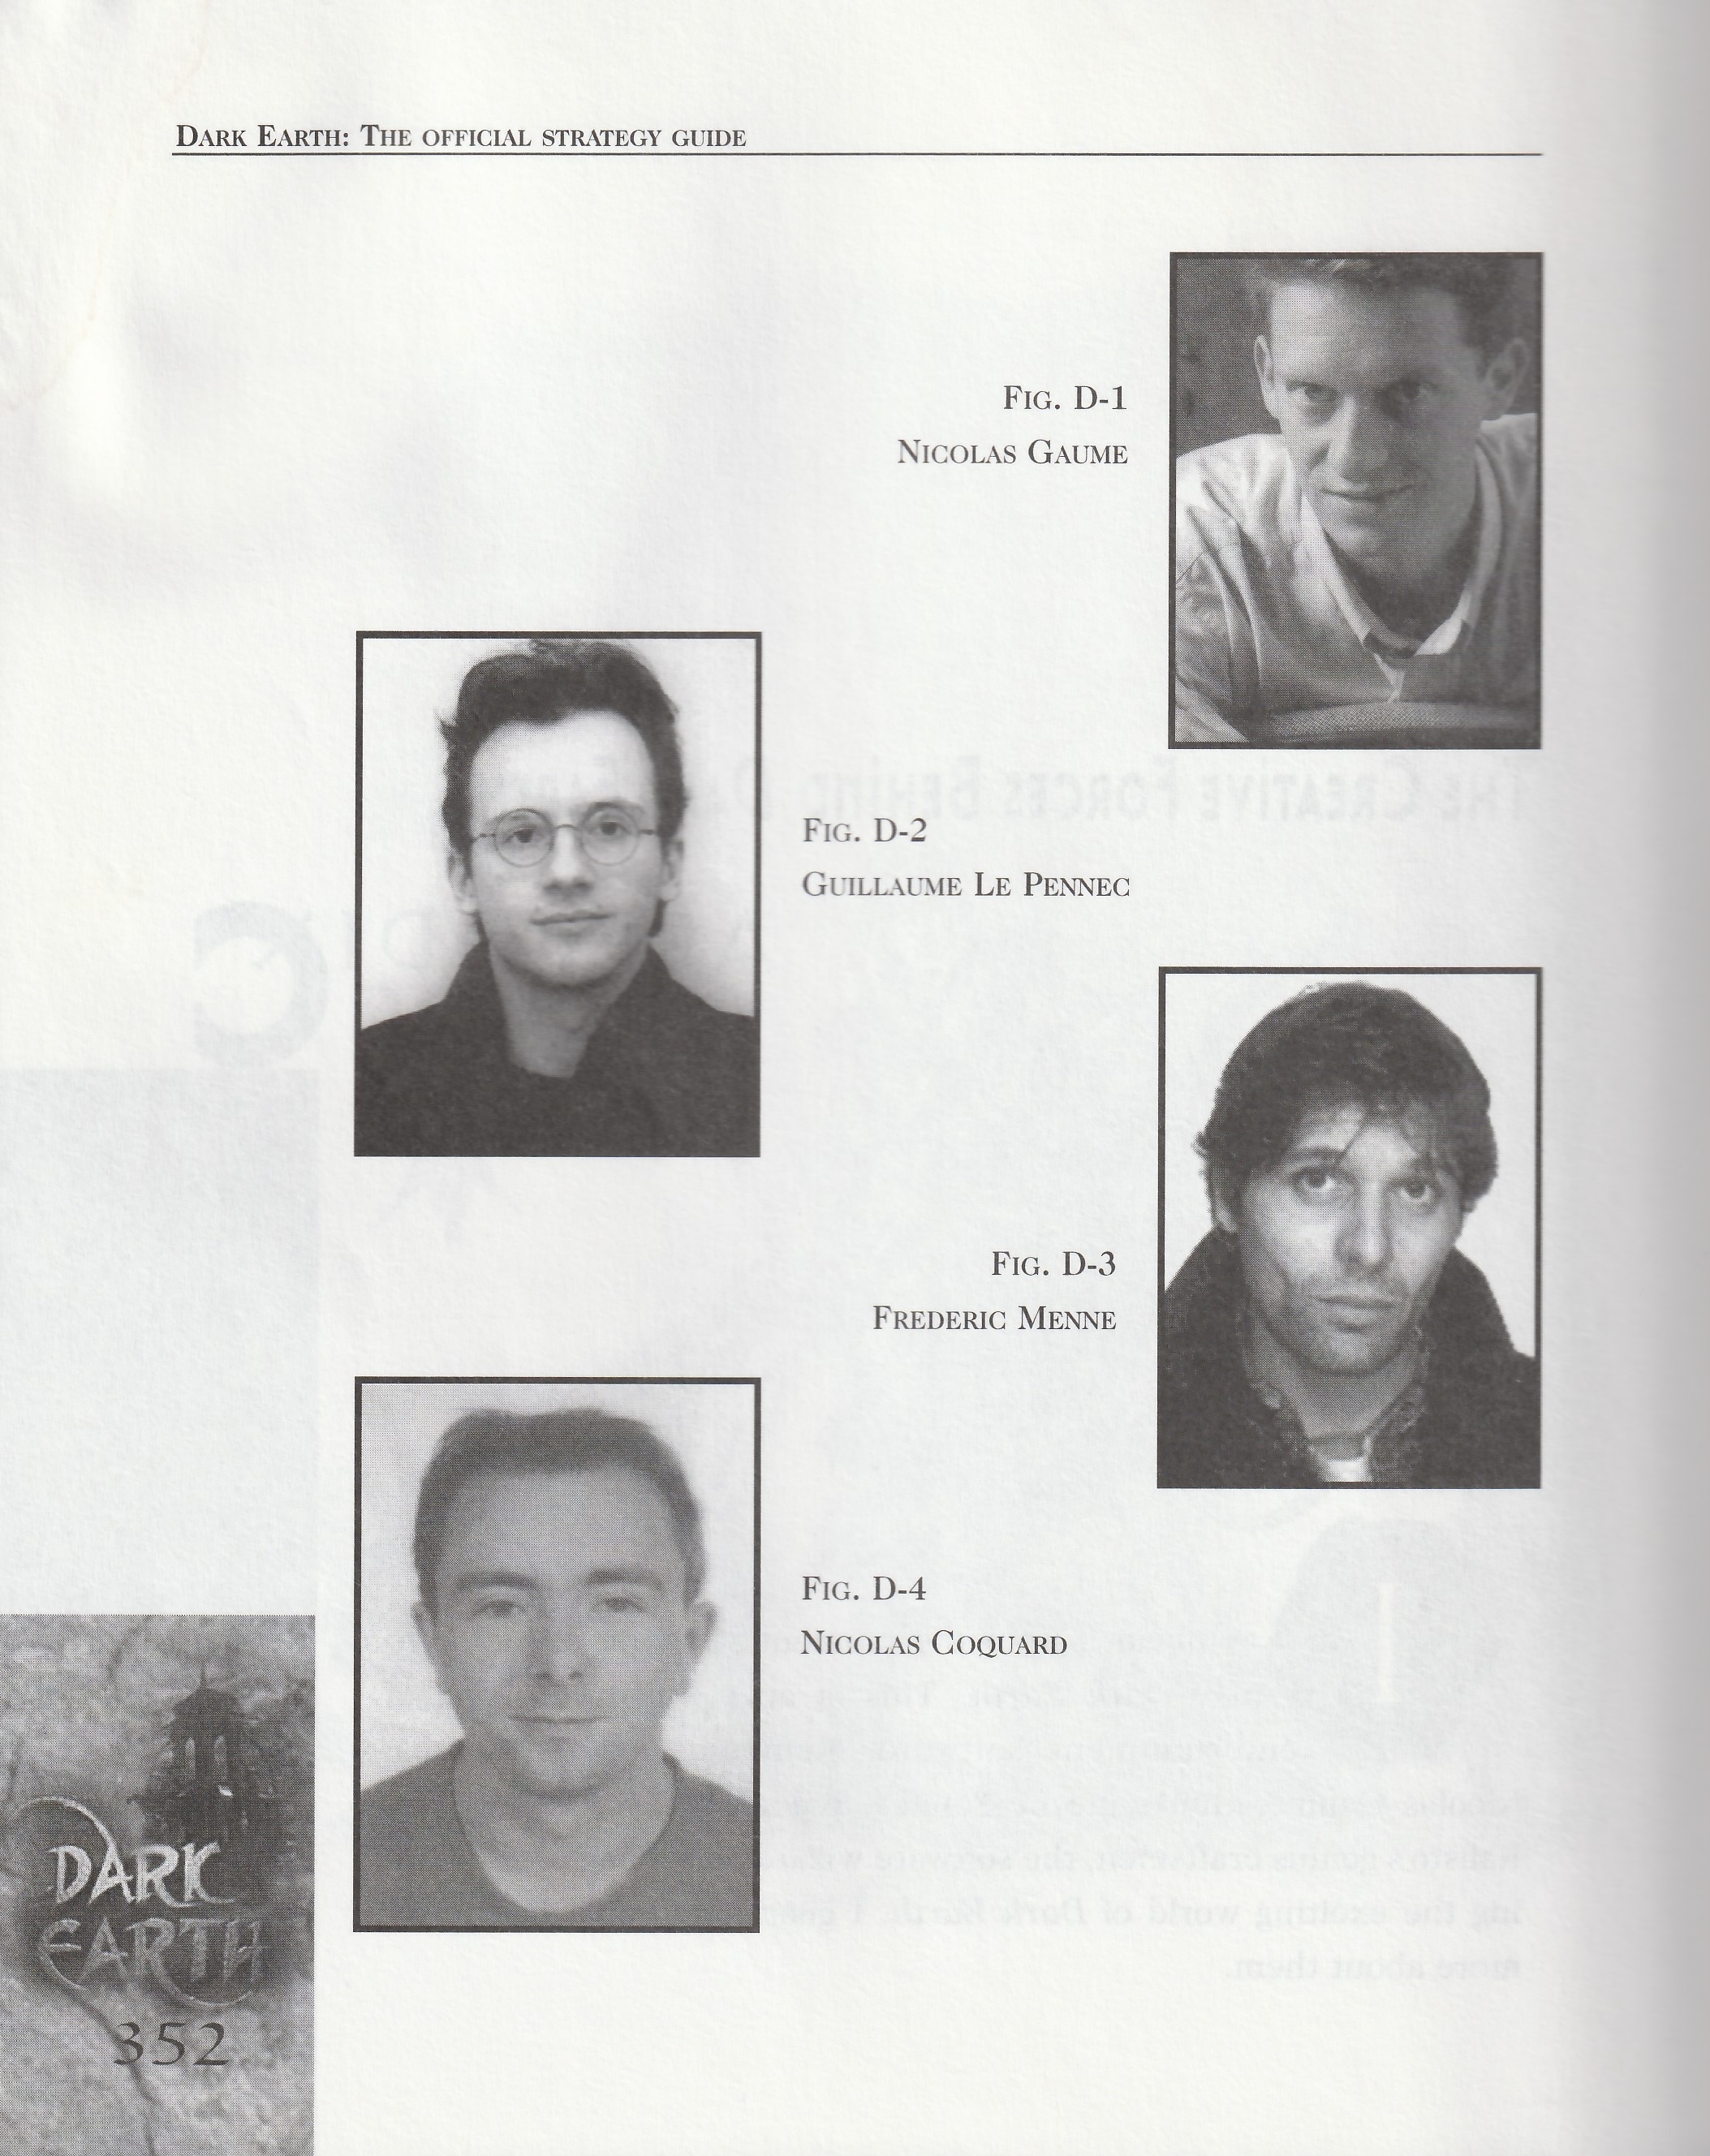 DARK EARTH: THE OFFICIAL STRATEGY GUIDE
FIG. D-1
NICOLAS GAUME
FIG. D-2
GUILLAUME LE PENNEC
FIG. D-3
FREDERIC MENNE
FIG. D-4
NICOLAS COQUARD
DARK
EARTH
352